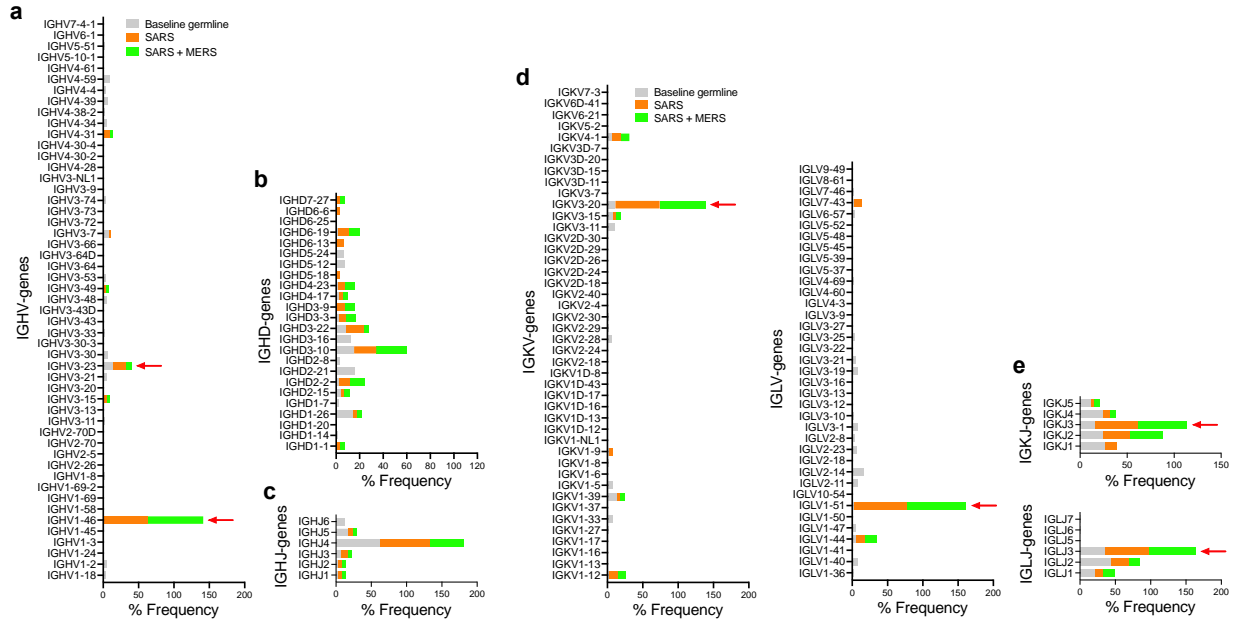 a
Baseline germline
SARS
SARS + MERS
IGHV-genes
IGHV7-4-1
IGHV6-1
IGHV5-51
IGHV5-10-1
IGHV4-61
IGHV4-59
IGHV4-4
IGHV4-39
IGHV4-38-2
IGHV4-34
IGHV4-31
IGHV4-30-4
IGHV4-30-2
IGHV4-28
IGHV3-NL1
IGHV3-9
IGHV3-74
IGHV3-73
IGHV3-72
IGHV3-7
IGHV3-66
IGHV3-64D
IGHV3-64
IGHV3-53
IGHV3-49
IGHV3-48
IGHV3-43D
IGHV3-43
IGHV3-33
IGHV3-30-3
IGHV3-30
IGHV3-23
IGHV3-21
IGHV3-20
IGHV3-15
IGHV3-13
IGHV3-11
IGHV2-70D
IGHV2-70
IGHV2-5
IGHV2-26
IGHV1-8
IGHV1-69-2
IGHV1-69
IGHV1-58
IGHV1-46
IGHV1-45
IGHV1-3
IGHV1-24
IGHV1-2
IGHV1-18
0 50 100 150 200
% Frequency
b
IGHD-genes
IGHD7-27
IGHD6-6
IGHD6-25
IGHD6-19
IGHD6-13
IGHD5-24
IGHD5-12
IGHD5-18
IGHD4-23
IGHD4-17
IGHD3-9
IGHD3-3
IGHD3-22
IGHD3-16
IGHD3-10
IGHD2-8
IGHD2-21
IGHD2-2
IGHD2-15
IGHD1-7
IGHD1-26
IGHD1-20
IGHD1-14
IGHD1-1
0 20 40 60 80 100 120
% Frequency
c
IGHJ-genes
IGHJ6
IGHJ5
IGHJ4
IGHJ3
IGHJ2
IGHJ1
0 50 100 150 200
% Frequency
d
Baseline germline
SARS
SARS + MERS
IGKV-genes
IGKV7-3
IGKV6D-41
IGKV6-21
IGKV5-2
IGKV4-1
IGKV3D-7
IGKV3D-20
IGKV3D-15
IGKV3D-11
IGKV3-7
IGKV3-20
IGKV3-15
IGKV3-11
IGKV2D-30
IGKV2D-29
IGKV2D-26
IGKV2D-24
IGKV2D-18
IGKV2-40
IGKV2-4
IGKV2-30
IGKV2-29
IGKV2-28
IGKV2-24
IGKV2-18
IGKV1D-8
IGKV1D-43
IGKV1D-17
IGKV1D-16
IGKV1D-13
IGKV1D-12
IGKV1-NL1
IGKV1-9
IGKV1-8
IGKV1-6
IGKV1-5
IGKV1-39
IGKV1-37
IGKV1-33
IGKV1-27
IGKV1-17
IGKV1-16
IGKV1-13
IGKV1-12
0 50 100 150 200
% Frequency
IGLV-genes
IGLV9-49
IGLV8-61
IGLV7-46
IGLV7-43
IGLV6-57
IGLV5-52
IGLV5-48
IGLV5-45
IGLV5-39
IGLV5-37
IGLV4-69
IGLV4-60
IGLV4-3
IGLV3-9
IGLV3-27
IGLV3-25
IGLV3-22
IGLV3-21
IGLV3-19
IGLV3-16
IGLV3-13
IGLV3-12
IGLV3-10
IGLV3-1
IGLV2-8
IGLV2-23
IGLV2-18
IGLV2-14
IGLV2-11
IGLV10-54
IGLV1-51
IGLV1-50
IGLV1-47
IGLV1-44
IGLV1-41
IGLV1-40
IGLV1-36
0 50 100 150 200
% Frequency
e
IGKJ-genes
IGKJ5
IGKJ4
IGKJ3
IGKJ2
IGKJ1
0 50 100 150
IGLJ-genes
IGLJ7
IGLJ6
IGLJ5
IGLJ3
IGLJ2
IGLJ1
0 50 100 150 200
% Frequency